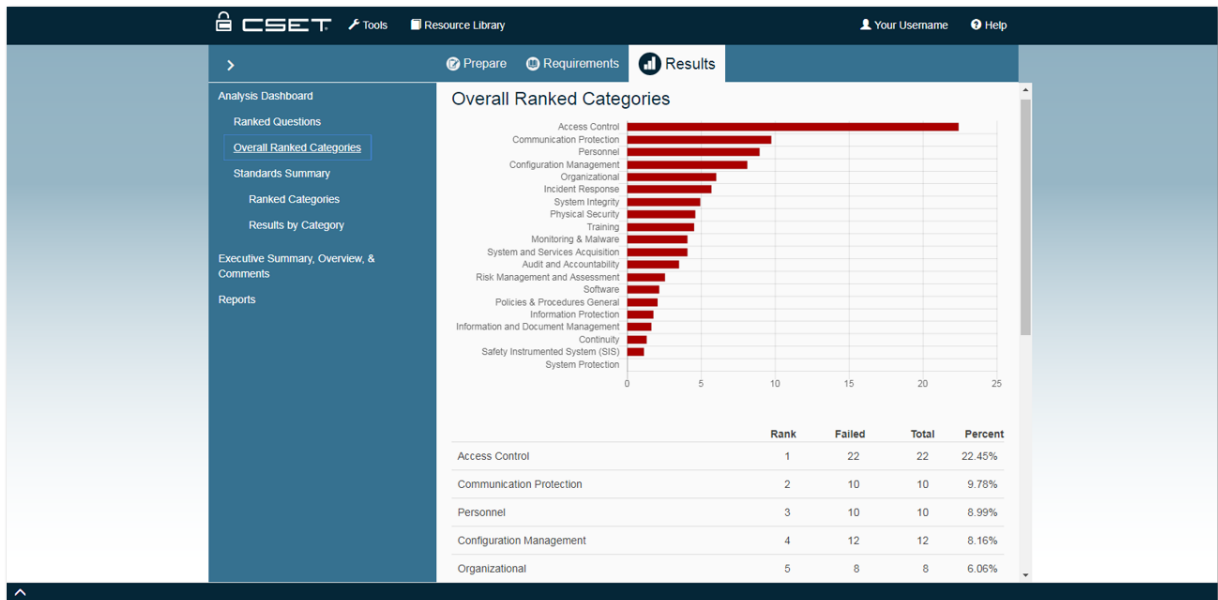 CSET Tools Resource Library Your Username Help
Prepare Requirements Results
Analysis Dashboard
Ranked Questions
Overall Ranked Categories
Standards Summary
Ranked Categories
Results by Category
Executive Summary, Overview, &
Comments
Reports
Overall Ranked Categories
Access Control
Communication Protection
Personnel
Configuration Management
Organizational
Incident Response
System Integrity
Physical Security
Training
Monitoring & Malware
System and Services Acquisition
Audit and Accountability
Risk Management and Assessment
Software
Policies & Procedures General
Information Protection
Information and Document Management
Continuity
Safety Instrumented System (SIS)
System Protection
0 5 10 15 20 25
Rank Failed Total Percent
Access Control 1 22 22 22.45%
Communication Protection 2 10 10 9.78%
Personnel 3 10 10 8.99%
Configuration Management 4 12 12 8.16%
Organizational 5 8 8 6.06%